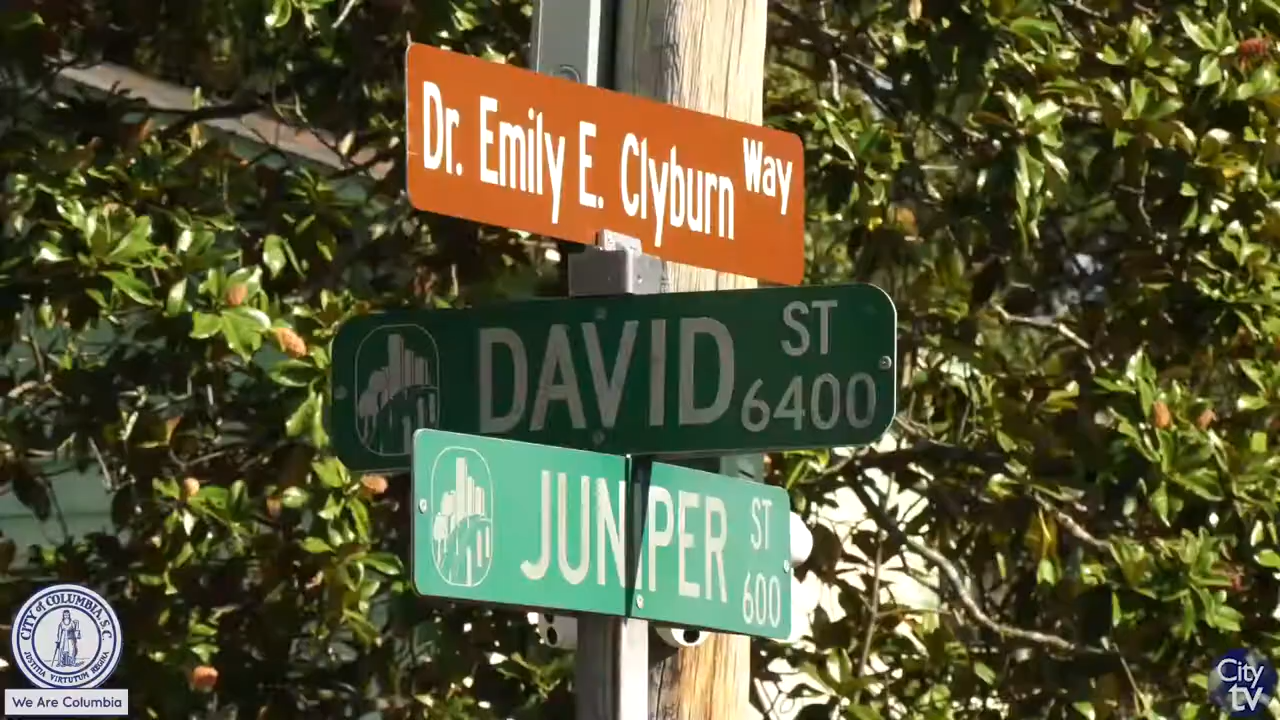 Dr. Emily E. Clyburn Way
DAVID ST
6400
JUNIPER ST
600
CITY of COLUMBIA, S.C.
JUSTITIA VIRTUTUM REGINA
We Are Columbia
City
tv